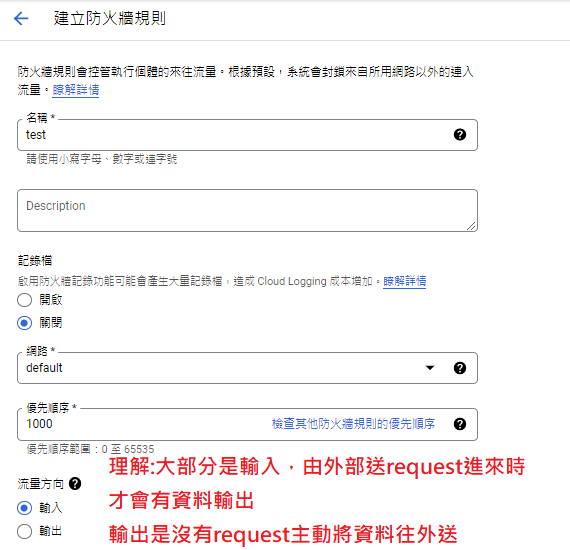 建立防火牆規則
防火牆規則會控管執行個體的來往流量。根據預設，系統會封鎖來自所用網路以外的連入
流量。瞭解詳情
名稱 *
test
請使用小寫字母、數字或連字號
Description
記錄檔
啟用防火牆記錄功能可能會產生大量記錄檔，造成 Cloud Logging 成本增加。瞭解詳情
開啟
關閉
網路 *
default
優先順序 *
1000 檢查其他防火牆規則的優先順序
優先順序範圍：0 至 65535
理解:大部分是輸入．由外部送request進來時
才會有資料輸出
輸出是沒有request主動將資料往外送
流量方向
輸入
輸出